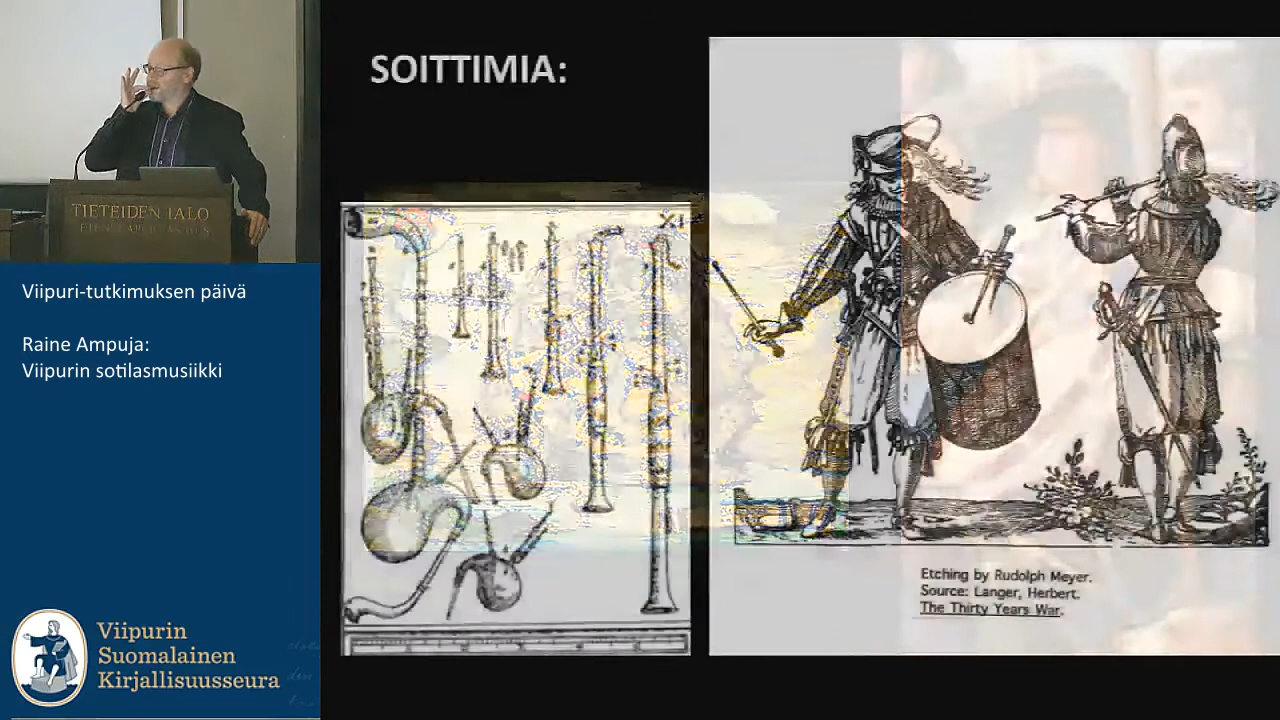 SOITTIMIA:
TIETEIDEN TALO
Viipuri-tutkimuksen päivä
Raine Ampuja:
Viipurin sotilasmusiikki
Etching by Rudolph Meyer.
Source: Langer, Herbert.
The Thirty Years War.
Viipurin
Suomalainen
Kirjallisuusseura